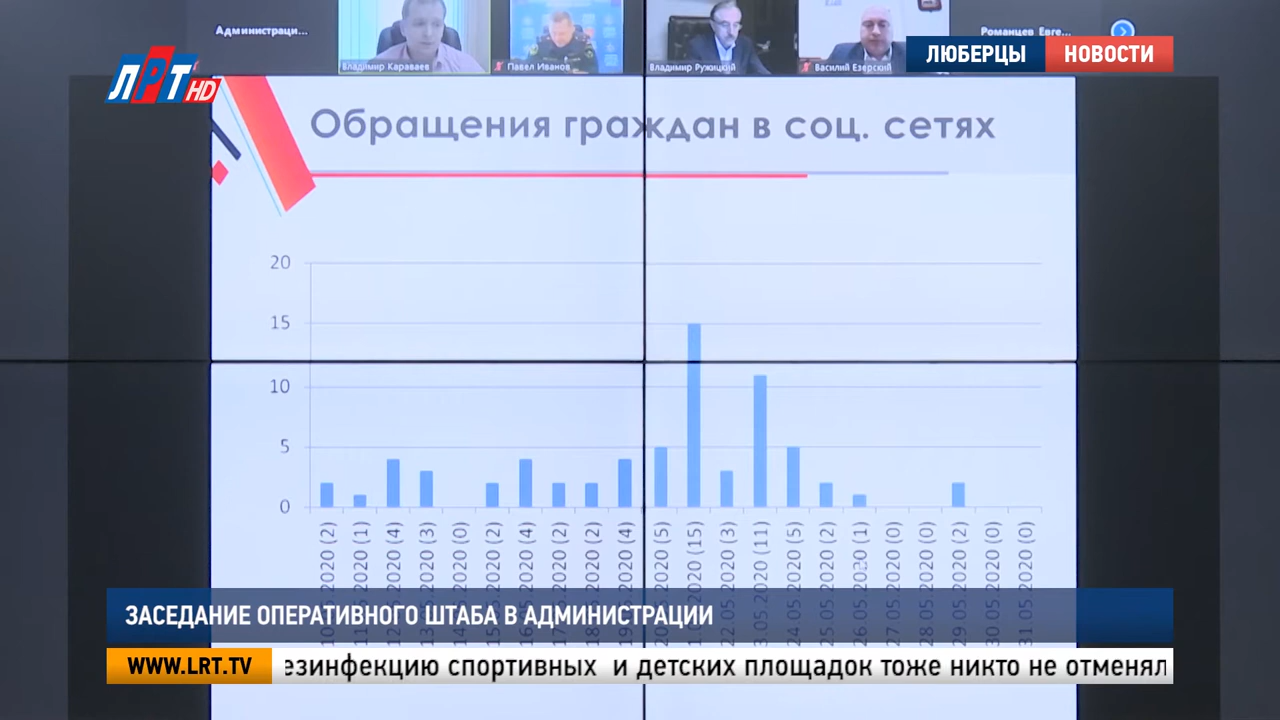 Администраци...
Романцев Евге...
Владимир Караваев
Павел Иванов
Владимир Ружицкий
Василий Езерский
ЛЮБЕРЦЫ НОВОСТИ
ЛРТ HD
Обращения граждан в соц. сетях
20
15
10
5
0
2020 (2)
2020 (1)
2020 (4)
2020 (3)
2020 (0)
2020 (2)
2020 (4)
2020 (2)
2020 (2)
2020 (4)
05.2020 (5)
05.2020 (15)
22.05.2020 (3)
05.2020 (11)
24.05.2020 (5)
25.05.2020 (2)
26.05.2020 (1)
27.05.2020 (0)
28.05.2020 (0)
29.05.2020 (2)
30.05.2020 (0)
31.05.2020 (0)
ЗАСЕДАНИЕ ОПЕРАТИВНОГО ШТАБА В АДМИНИСТРАЦИИ
WWW.LRT.TV
езинфекцию спортивных и детских площадок тоже никто не отменял